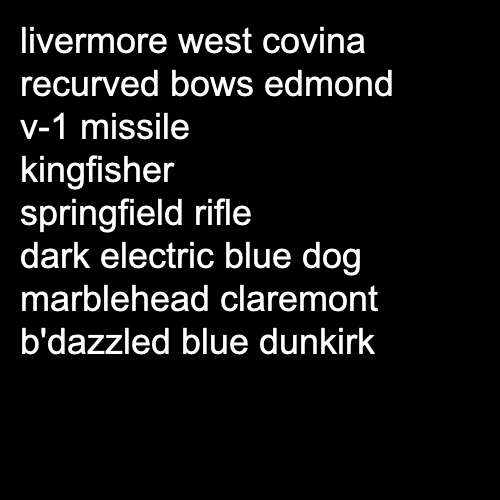 livermore west covina
recurved bows edmond
v-1 missile
kingfisher
springfield rifle
dark electric blue dog
marblehead claremont
b'dazzled blue dunkirk